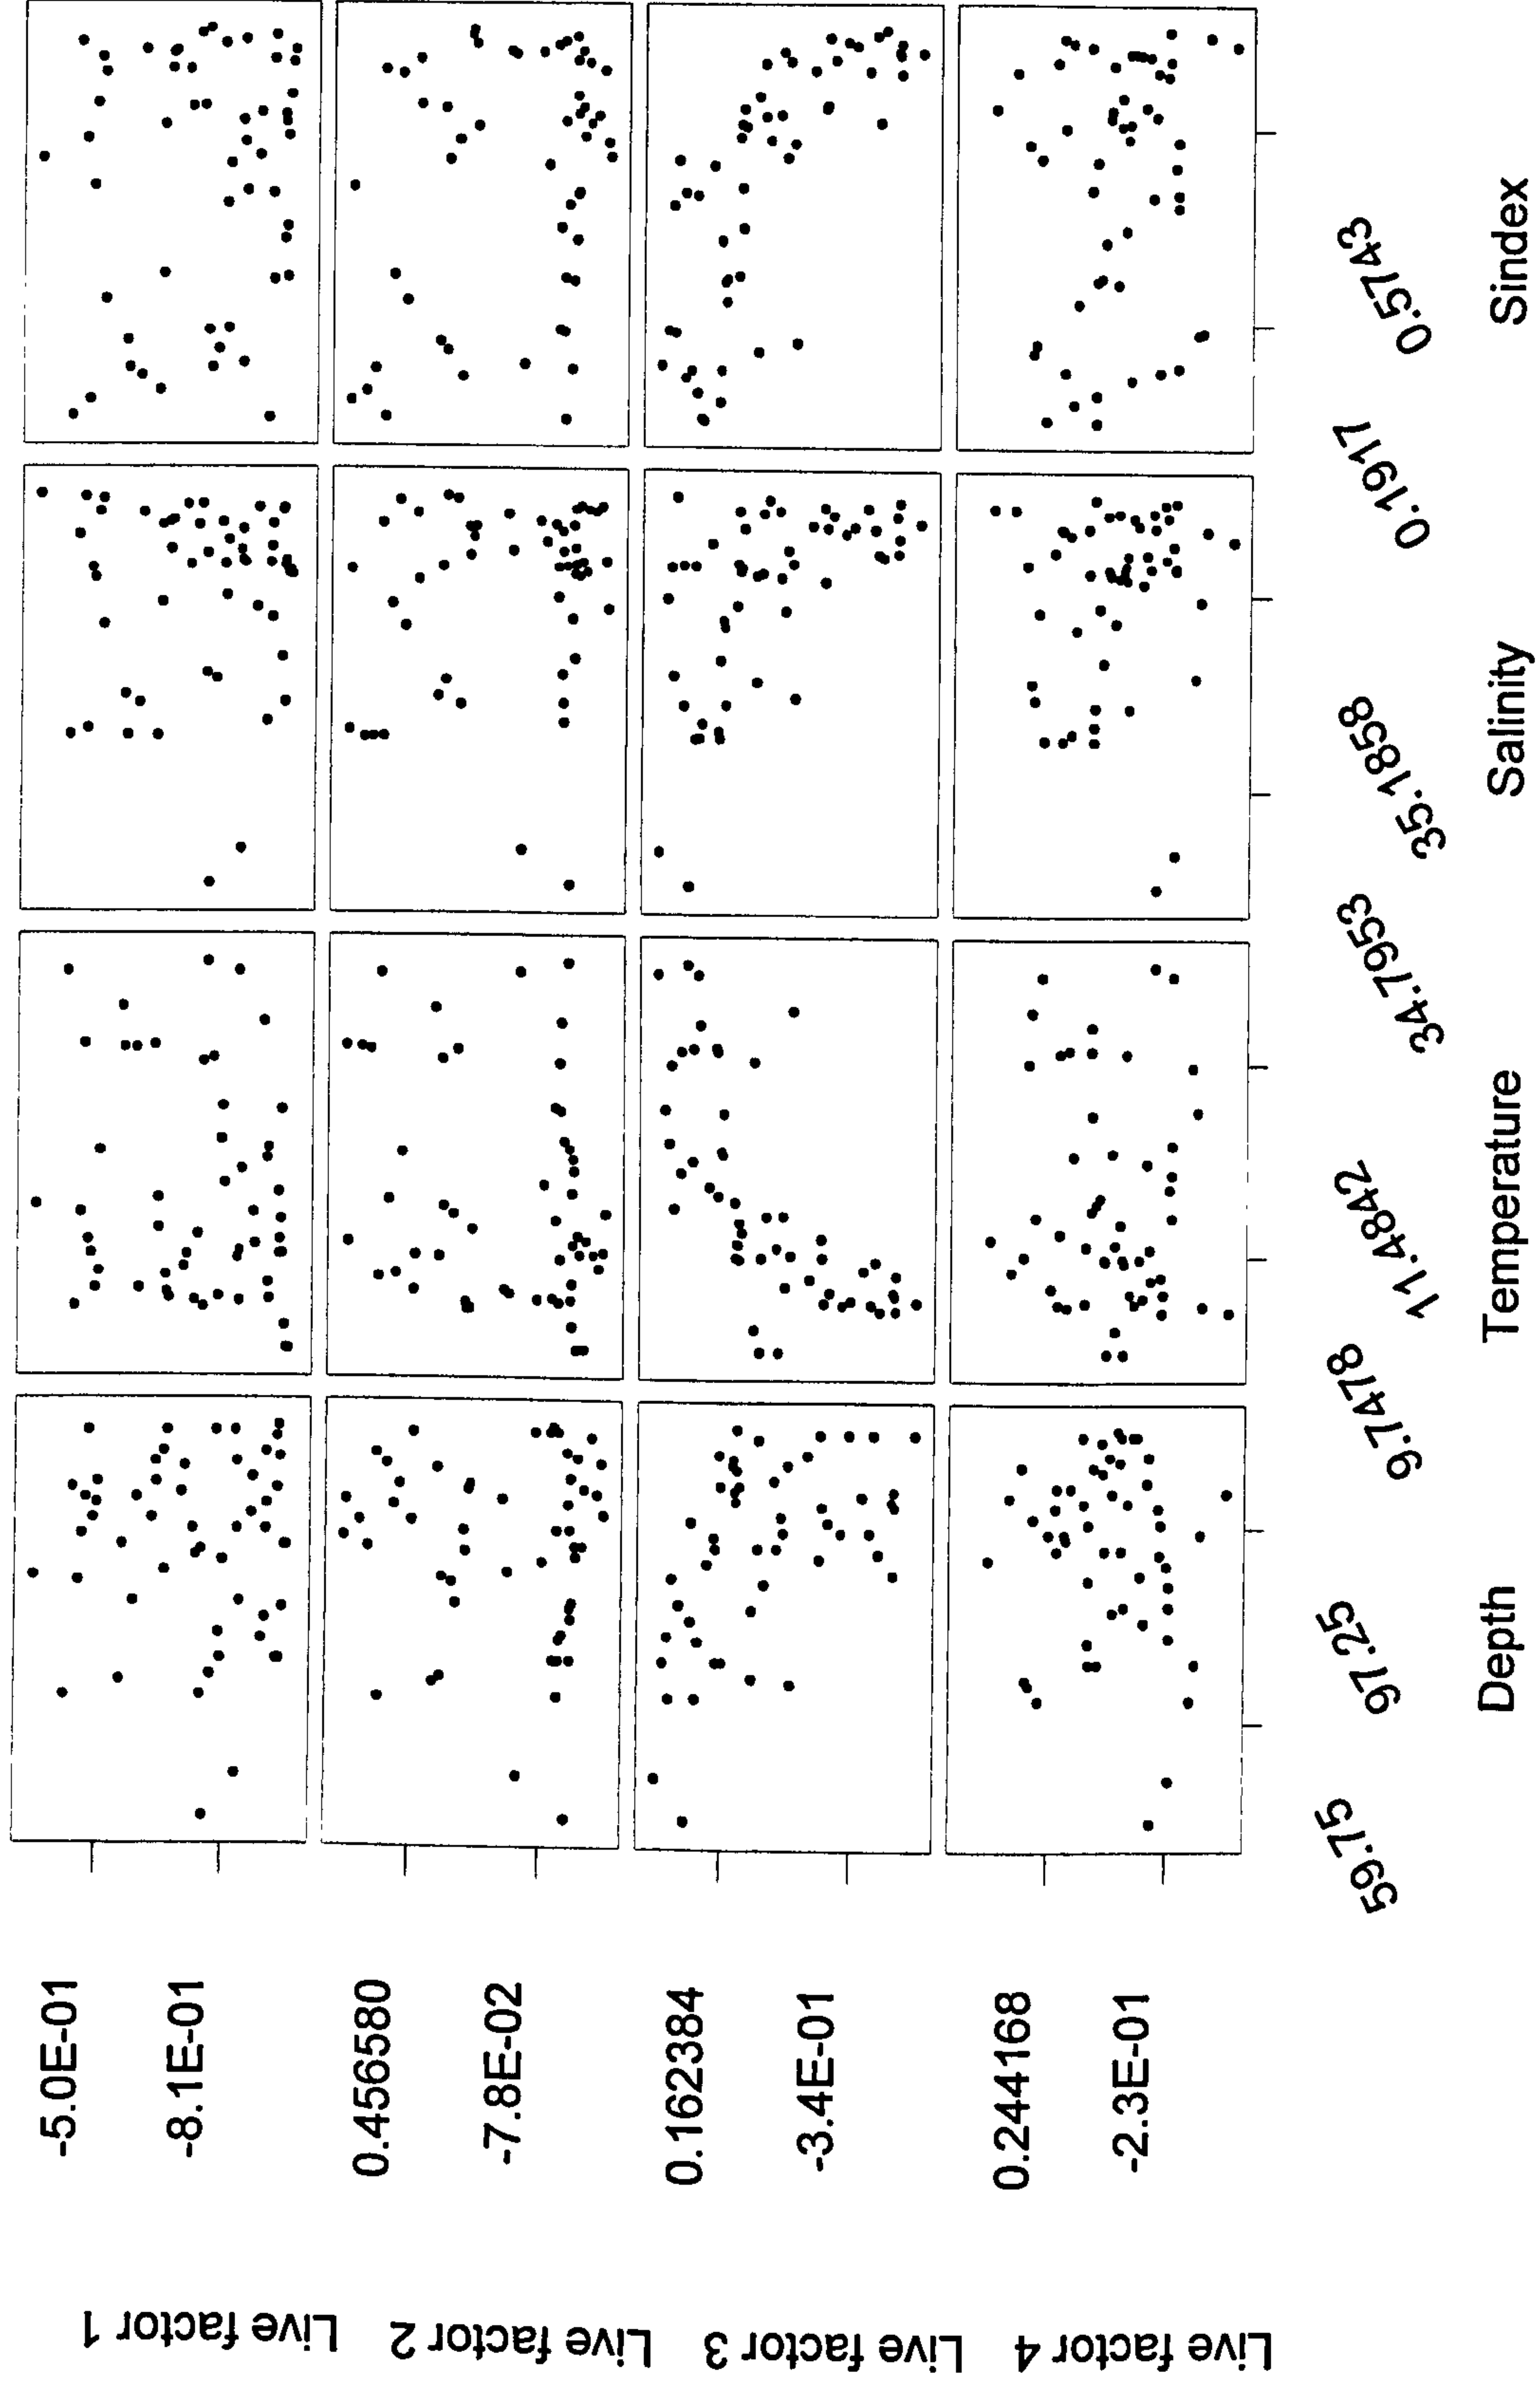 Live factor 1
-5.0E-01
-8.1E-01
Live factor 2
0.456580
-7.8E-02
Live factor 3
0.162384
-3.4E-01
Live factor 4
0.244168
-2.3E-01
59.75
97.25
9.7478
11.4842
34.7953
35.1858
0.1917
0.5743
Depth
Temperature
Salinity
Sindex